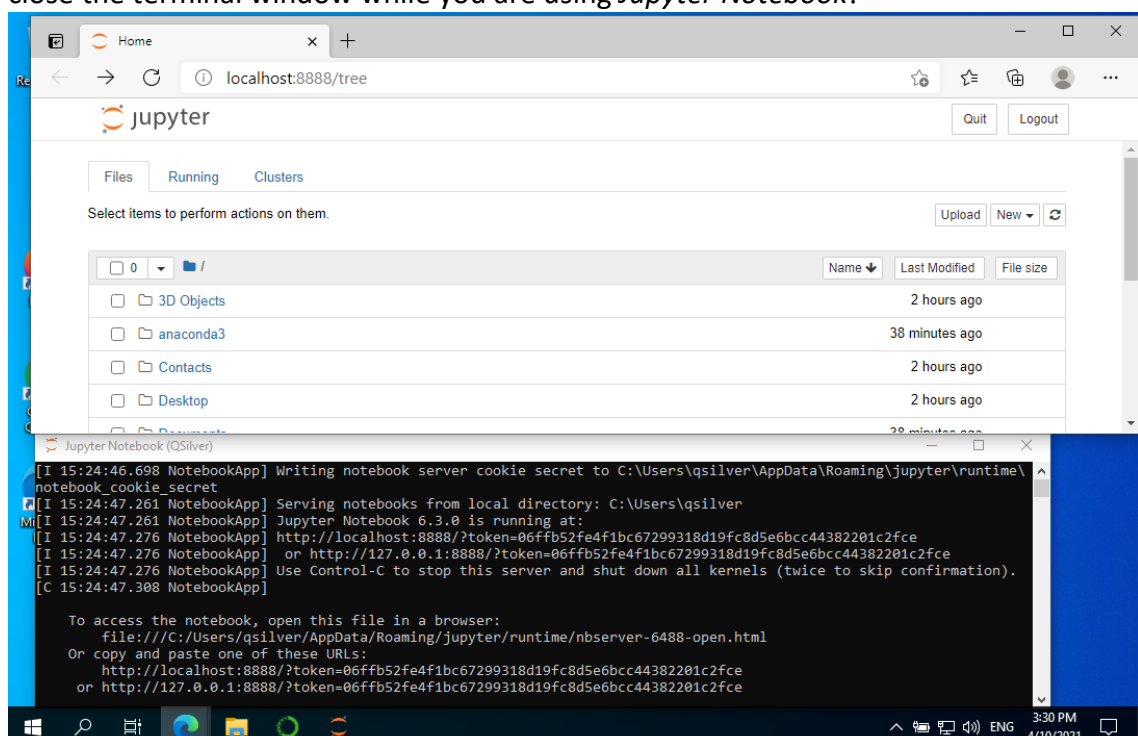 close the terminal window while you are using Jupyter Notebook!
Home
localhost:8888/tree
jupyter
Quit
Logout
Files Running Clusters
Select items to perform actions on them.
Upload New
0 /
Name Last Modified File size
3D Objects 2 hours ago
anaconda3 38 minutes ago
Contacts 2 hours ago
Desktop 2 hours ago
Documents 38 minutes ago
Jupyter Notebook (QSilver)
[I 15:24:46.698 NotebookApp] Writing notebook server cookie secret to C:\Users\qsilver\AppData\Roaming\jupyter\runtime\
notebook_cookie_secret
[I 15:24:47.261 NotebookApp] Serving notebooks from local directory: C:\Users\qsilver
[I 15:24:47.261 NotebookApp] Jupyter Notebook 6.3.0 is running at:
[I 15:24:47.276 NotebookApp] http://localhost:8888/?token=06ffb52fe4f1bc67299318d19fc8d5e6bcc44382201c2fce
[I 15:24:47.276 NotebookApp]  or http://127.0.0.1:8888/?token=06ffb52fe4f1bc67299318d19fc8d5e6bcc44382201c2fce
[I 15:24:47.276 NotebookApp] Use Control-C to stop this server and shut down all kernels (twice to skip confirmation).
[C 15:24:47.308 NotebookApp]
To access the notebook, open this file in a browser:
file:///C:/Users/qsilver/AppData/Roaming/jupyter/runtime/nbserver-6488-open.html
Or copy and paste one of these URLs:
http://localhost:8888/?token=06ffb52fe4f1bc67299318d19fc8d5e6bcc44382201c2fce
or http://127.0.0.1:8888/?token=06ffb52fe4f1bc67299318d19fc8d5e6bcc44382201c2fce
ENG
3:30 PM
4/10/2021